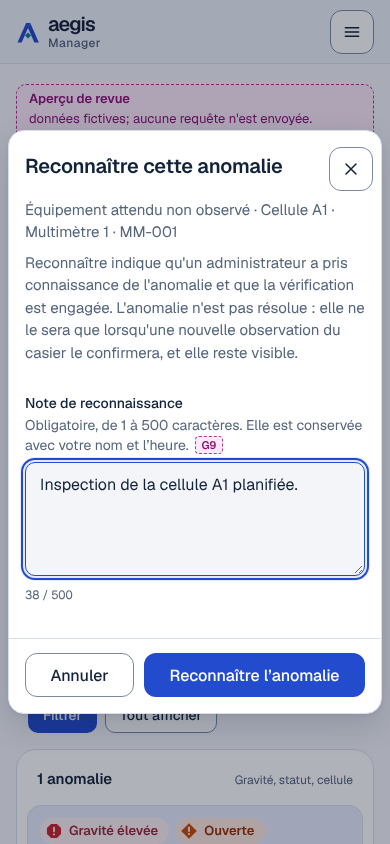 aegis
Manager
Aperçu de revue
données fictives; aucune requête n'est envoyée.
Reconnaître cette anomalie
Équipement attendu non observé · Cellule A1 ·
Multimètre 1 · MM-001
Reconnaître indique qu'un administrateur a pris
connaissance de l'anomalie et que la vérification
est engagée. L'anomalie n'est pas résolue : elle ne
le sera que lorsqu'une nouvelle observation du
casier le confirmera, et elle reste visible.
Note de reconnaissance
Obligatoire, de 1 à 500 caractères. Elle est conservée
avec votre nom et l’heure. G9
Inspection de la cellule A1 planifiée.
38 / 500
Annuler
Reconnaître l’anomalie
Filtrer
Tout afficher
1 anomalie
Gravité, statut, cellule
Gravité élevée
Ouverte